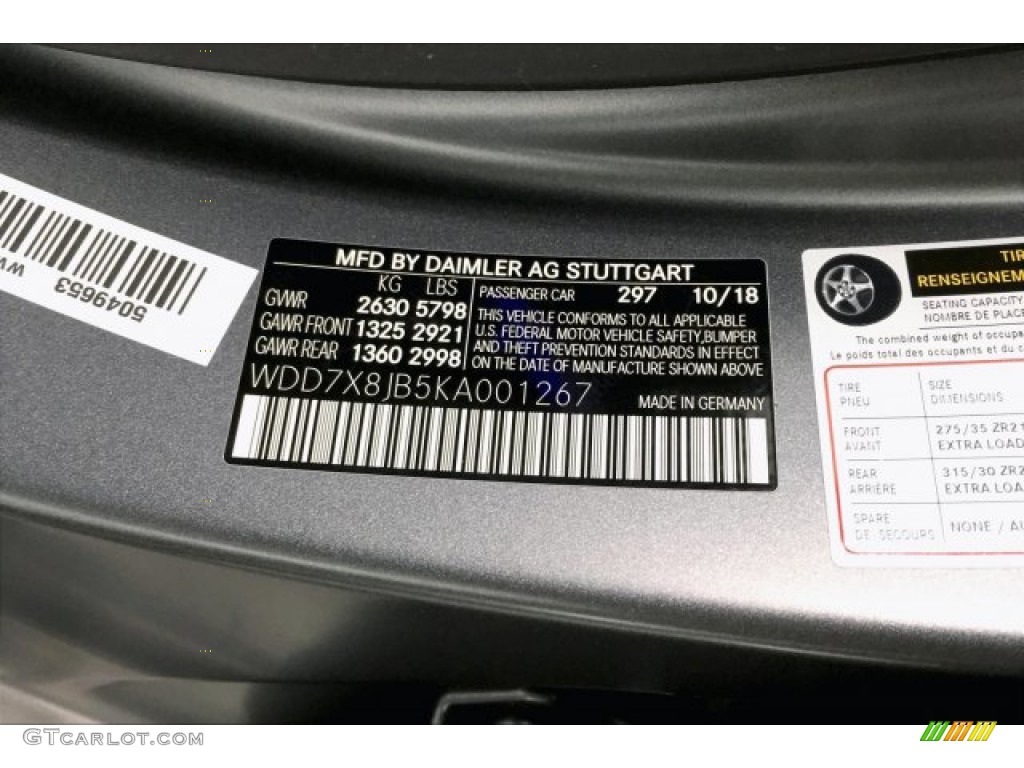 5049653
MFD BY DAIMLER AG STUTTGART
KG LBS
GVWR 2630 5798
GAWR FRONT 1325 2921
GAWR REAR 1360 2998
PASSENGER CAR 297 10/18
THIS VEHICLE CONFORMS TO ALL APPLICABLE
U.S. FEDERAL MOTOR VEHICLE SAFETY,BUMPER
AND THEFT PREVENTION STANDARDS IN EFFECT
ON THE DATE OF MANUFACTURE SHOWN ABOVE
WDD7X8JB5KA001267
MADE IN GERMANY
TIR
RENSEIGNEM
SEATING CAPACITY
NOMBRE DE PLACE
The combined weight of occupa
Le poids total des occupants et du c
TIRE SIZE
PNEU DIMENSIONS
FRONT 275/35 ZR21
AVANT EXTRA LOAD
REAR 315/30 ZR2
ARRIÈRE EXTRA LOA
SPARE NONE / AU
DE SECOURS
GTCarLot.com